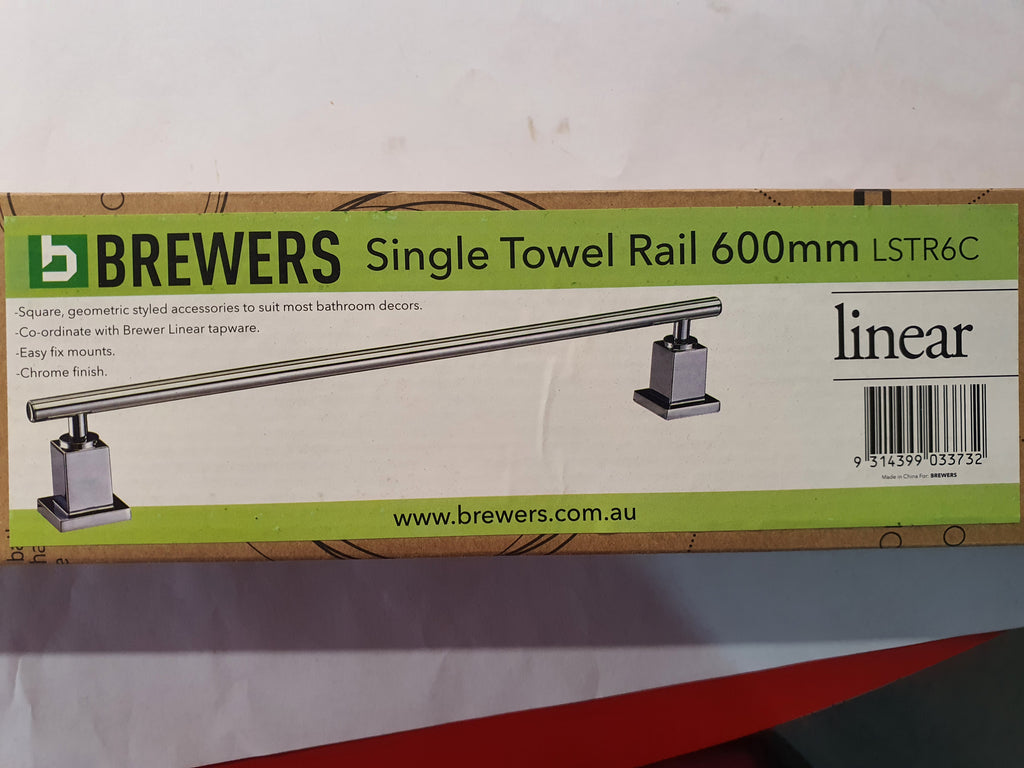 BREWERS Single Towel Rail 600mm LSTR6C
-Square, geometric styled accessories to suit most bathroom decors.
-Co-ordinate with Brewer Linear tapware.
-Easy fix mounts.
-Chrome finish.
linear
9 314399 033732
Made in China For: BREWERS
www.brewers.com.au